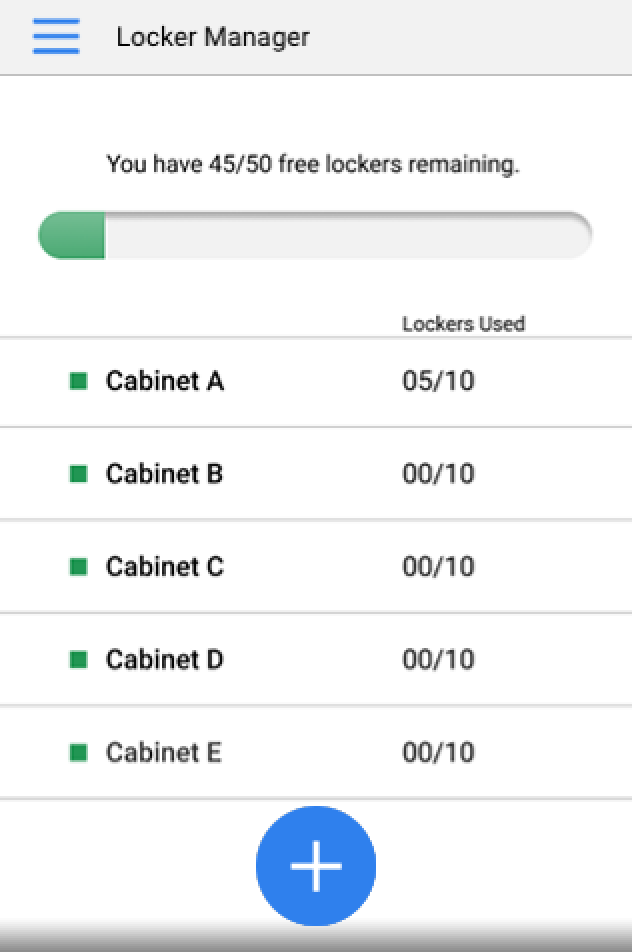 Locker Manager
You have 45/50 free lockers remaining.
Lockers Used
Cabinet A 05/10
Cabinet B 00/10
Cabinet C 00/10
Cabinet D 00/10
Cabinet E 00/10